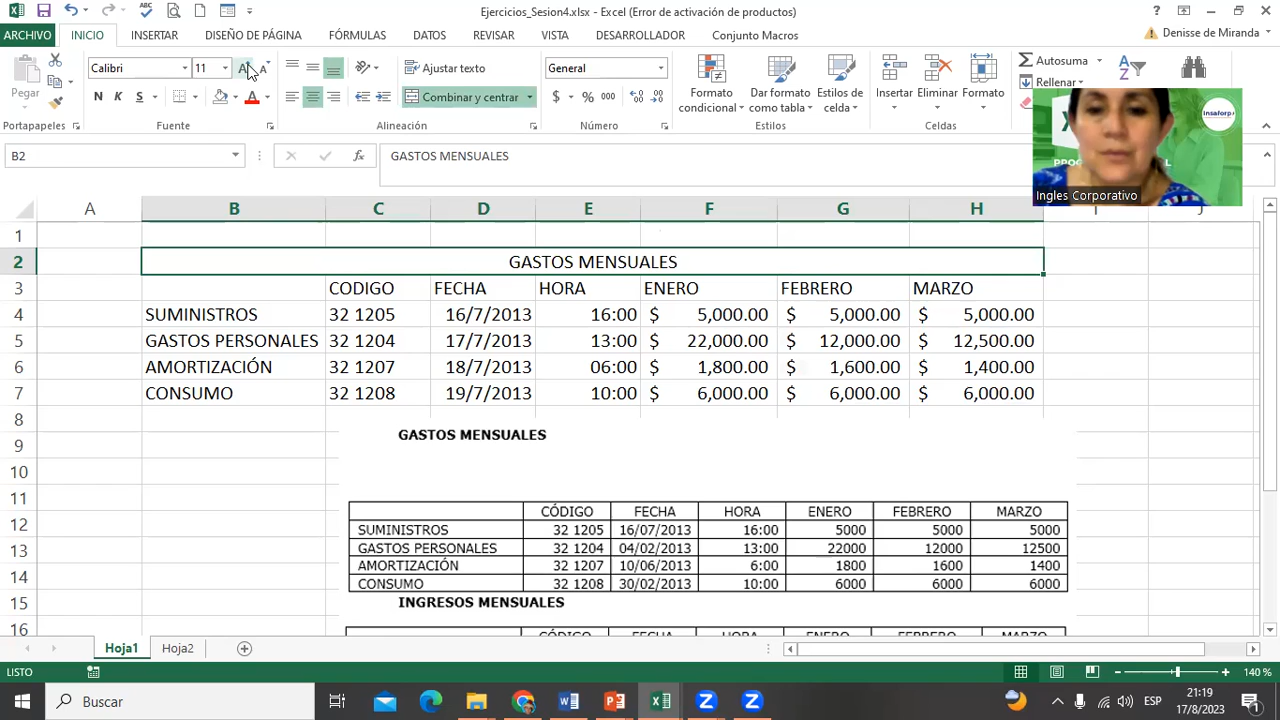 Ejercicios_Sesion4.xlsx - Excel (Error de activación de productos)
ARCHIVO INICIO INSERTAR DISEÑO DE PÁGINA FÓRMULAS DATOS REVISAR VISTA DESARROLLADOR Conjunto Macros Denisse de Miranda
Calibri 11 Ajustar texto General Autosuma
Pegar N K S Combinar y centrar $ % 000 Formato condicional Dar formato como tabla Estilos de celda Insertar Eliminar Formato Rellenar
Portapapeles Fuente Alineación Número Estilos Celdas
Insaforp
Ingles Corporativo
B2 fx GASTOS MENSUALES
A B C D E F G H
1
2 GASTOS MENSUALES
3 CODIGO FECHA HORA ENERO FEBRERO MARZO
4 SUMINISTROS 32 1205 16/7/2013 16:00 $ 5,000.00 $ 5,000.00 $ 5,000.00
5 GASTOS PERSONALES 32 1204 17/7/2013 13:00 $ 22,000.00 $ 12,000.00 $ 12,500.00
6 AMORTIZACIÓN 32 1207 18/7/2013 06:00 $ 1,800.00 $ 1,600.00 $ 1,400.00
7 CONSUMO 32 1208 19/7/2013 10:00 $ 6,000.00 $ 6,000.00 $ 6,000.00
8
9 GASTOS MENSUALES
10
11 CÓDIGO FECHA HORA ENERO FEBRERO MARZO
12 SUMINISTROS 32 1205 16/07/2013 16:00 5000 5000 5000
13 GASTOS PERSONALES 32 1204 04/02/2013 13:00 22000 12000 12500
14 AMORTIZACIÓN 32 1207 10/06/2013 6:00 1800 1600 1400
CONSUMO 32 1208 30/02/2013 10:00 6000 6000 6000
15 INGRESOS MENSUALES
16 CÓDIGO FECHA HORA ENERO FEBRERO MARZO
Hoja1 Hoja2
LISTO 140 %
Buscar ESP 21:19
17/8/2023